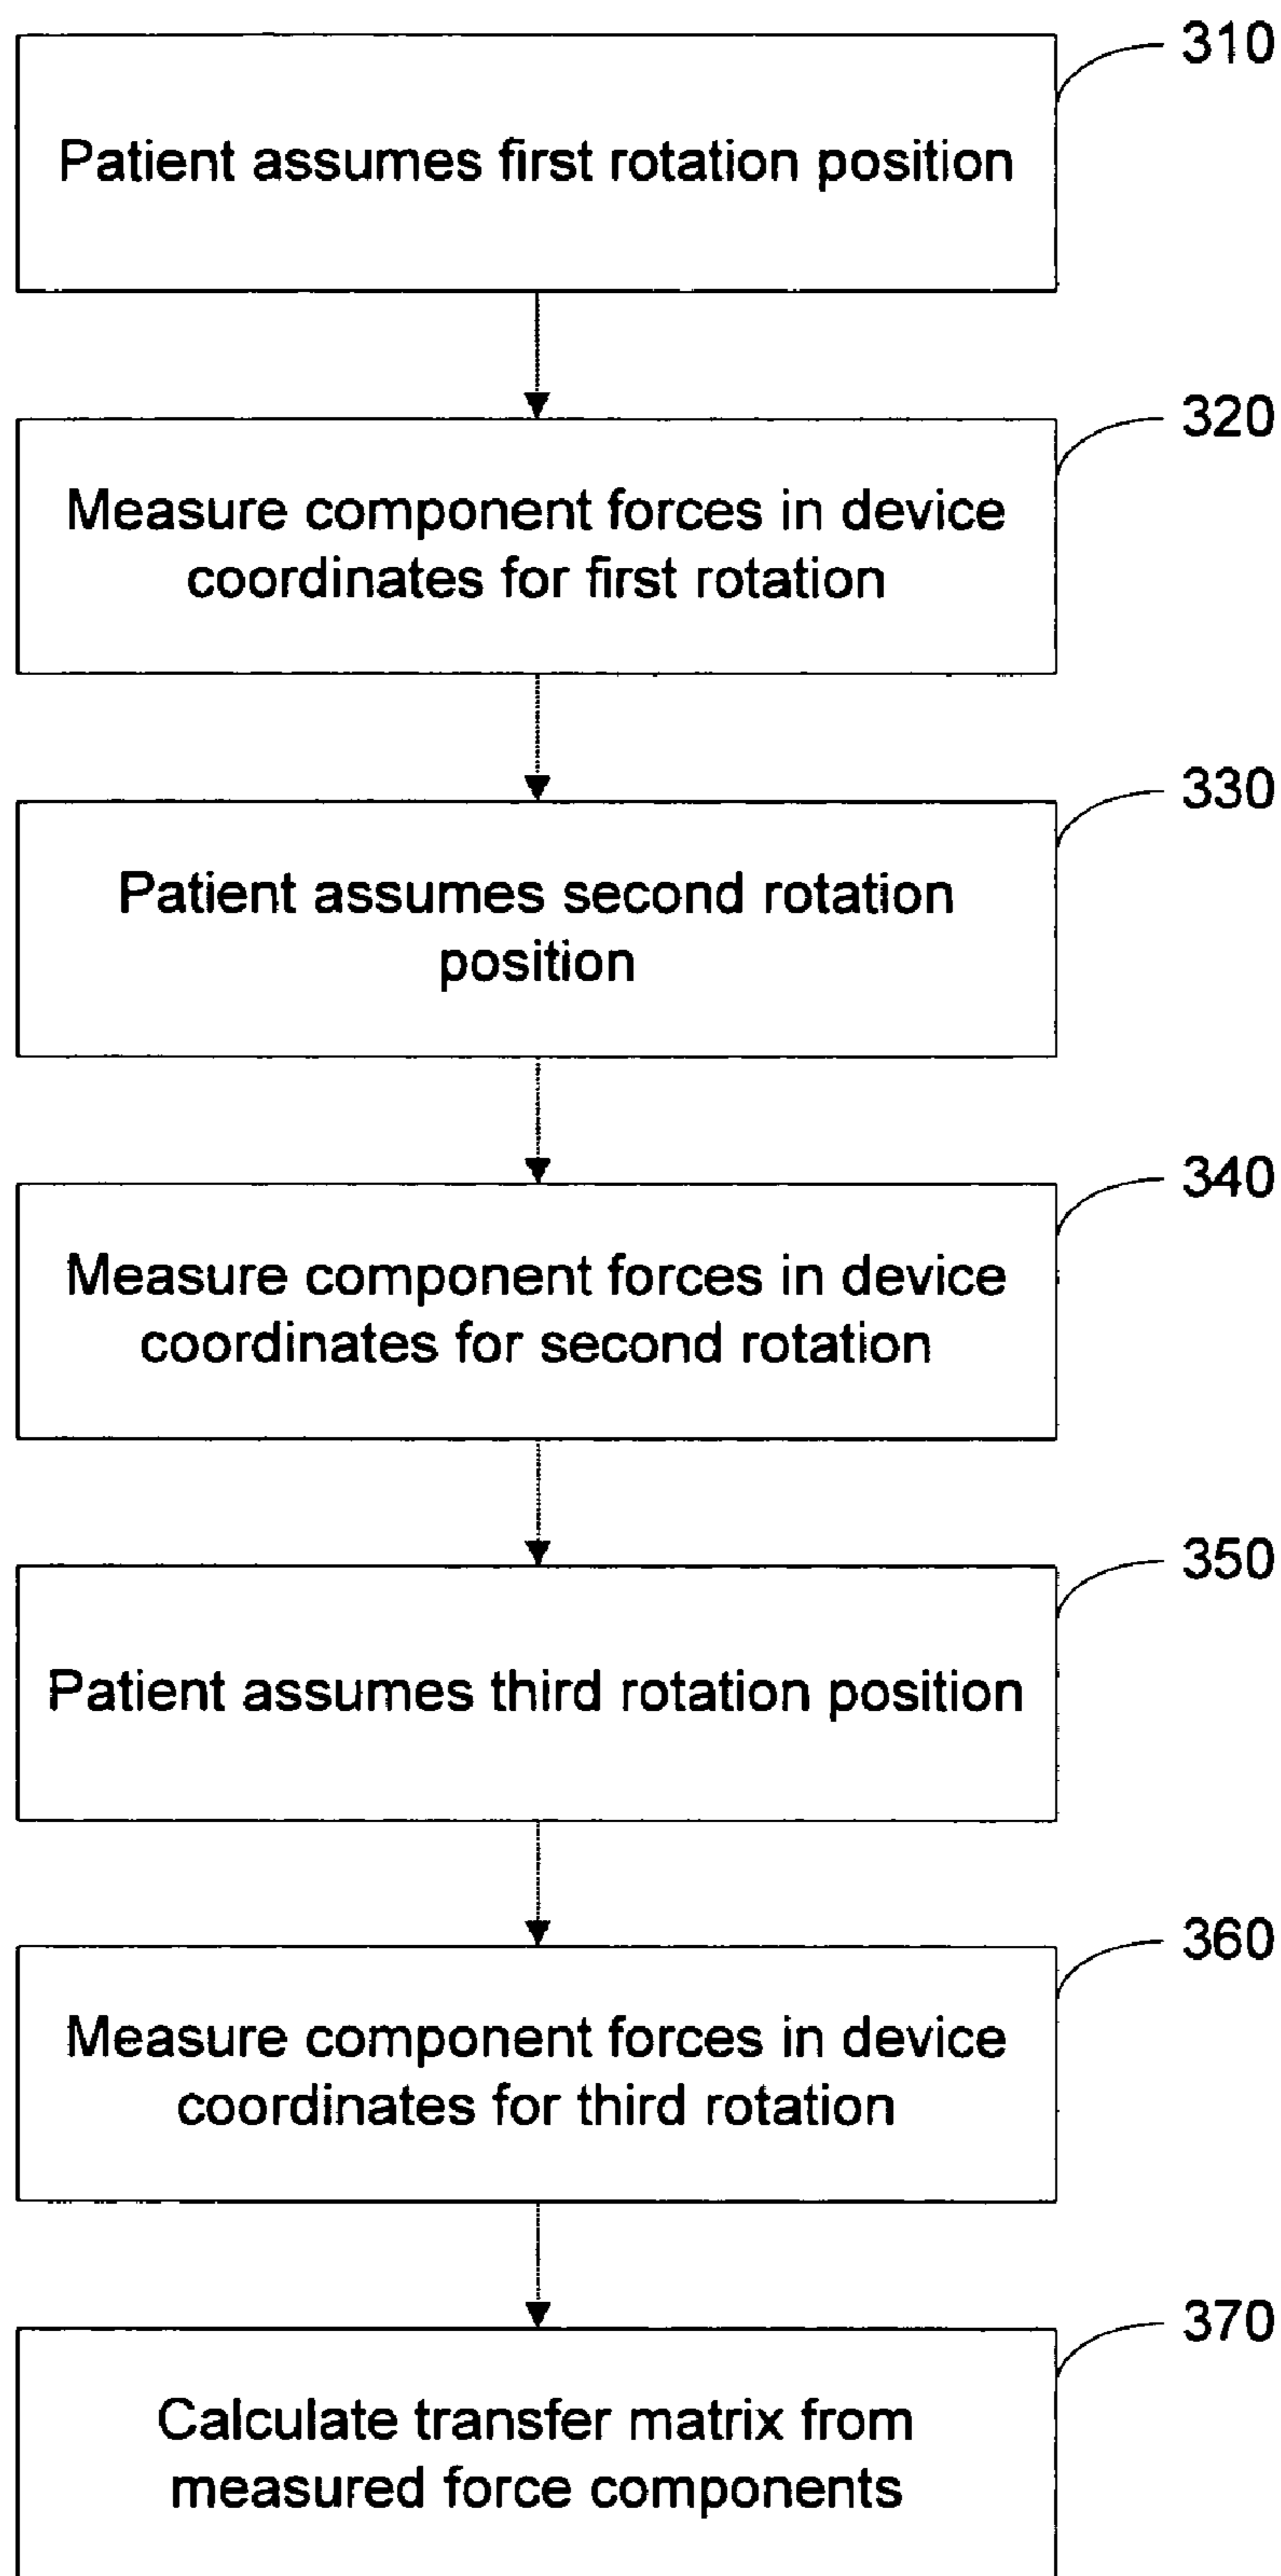 310
Patient assumes first rotation position
320
Measure component forces in device
coordinates for first rotation
330
Patient assumes second rotation
position
340
Measure component forces in device
coordinates for second rotation
350
Patient assumes third rotation position
360
Measure component forces in device
coordinates for third rotation
370
Calculate transfer matrix from
measured force components